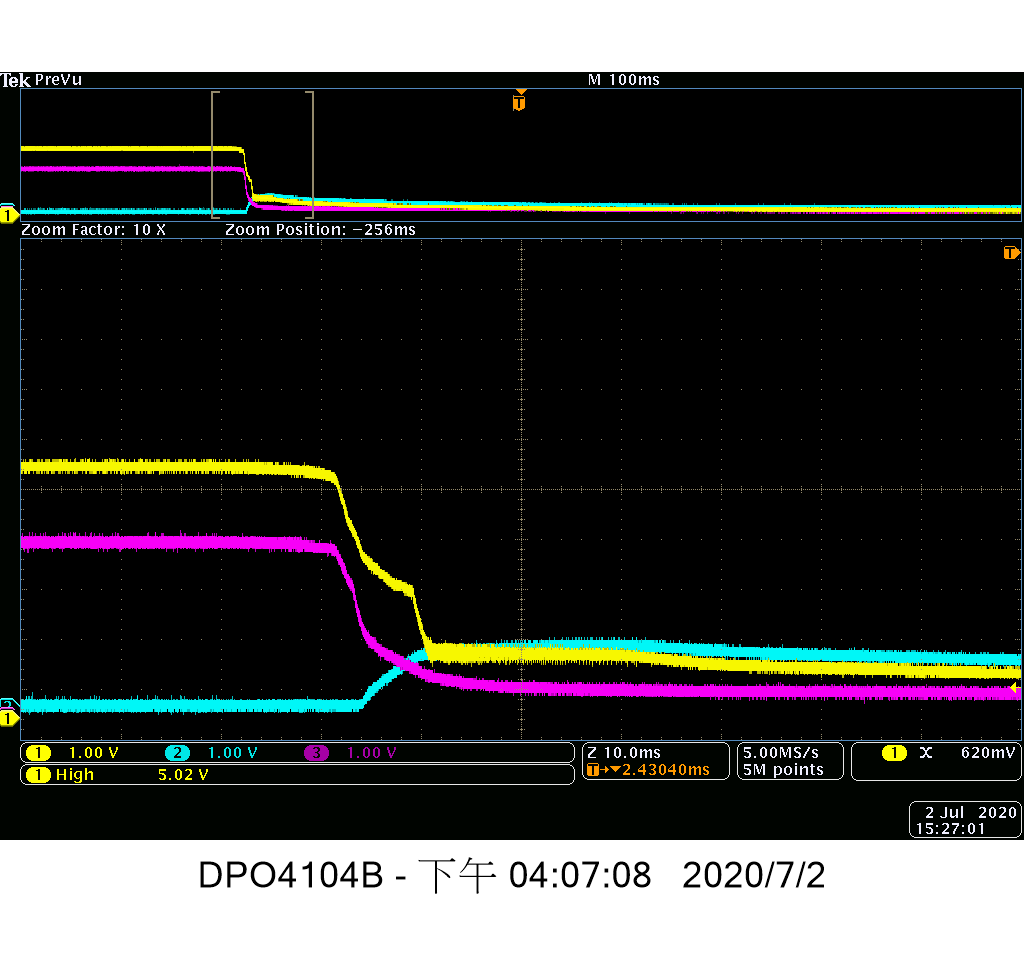 Tek PreVu M 100ms
T
1
Zoom Factor: 10 X Zoom Position: −256ms
T
2
1
1 1.00 V 2 1.00 V 3 1.00 V
1 High 5.02 V
Z 10.0ms
T→▼2.43040ms
5.00MS/s
5M points
1 X 620mV
2 Jul 2020
15:27:01
DPO4104B - 下午 04:07:08 2020/7/2